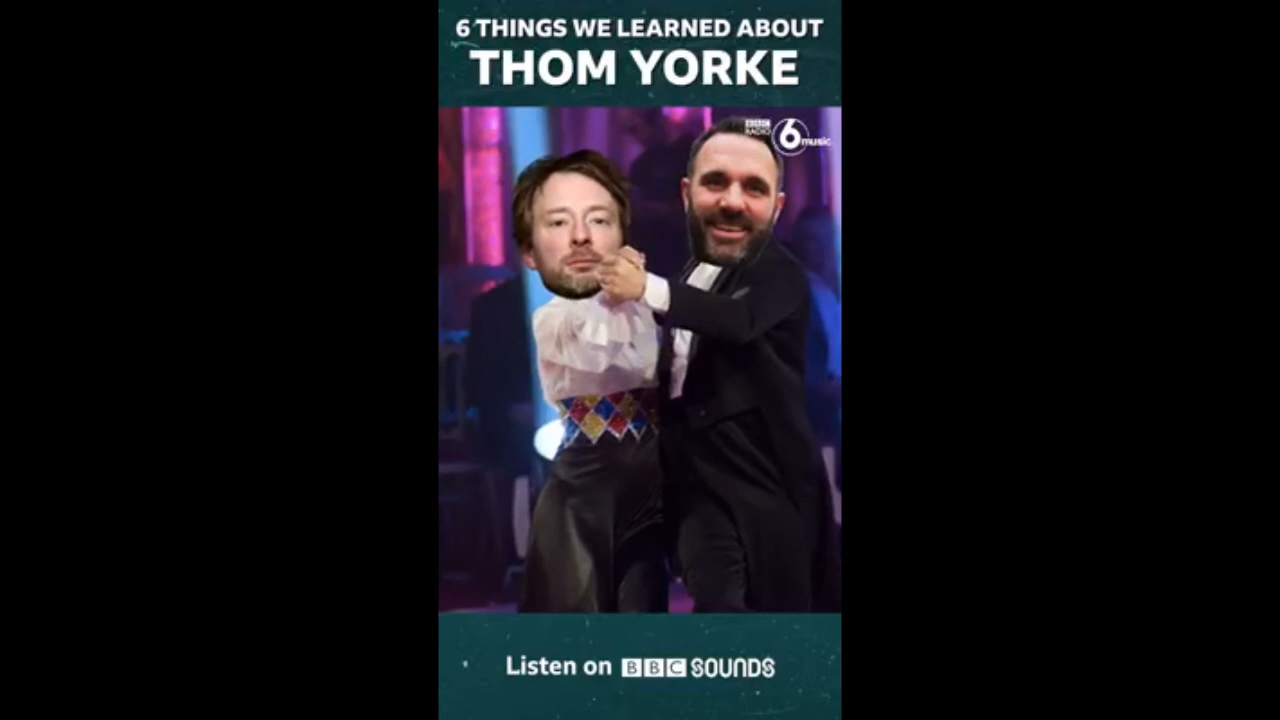 6 THINGS WE LEARNED ABOUT
THOM YORKE
BBC
RADIO
6
music
Listen on BBC SOUNDS